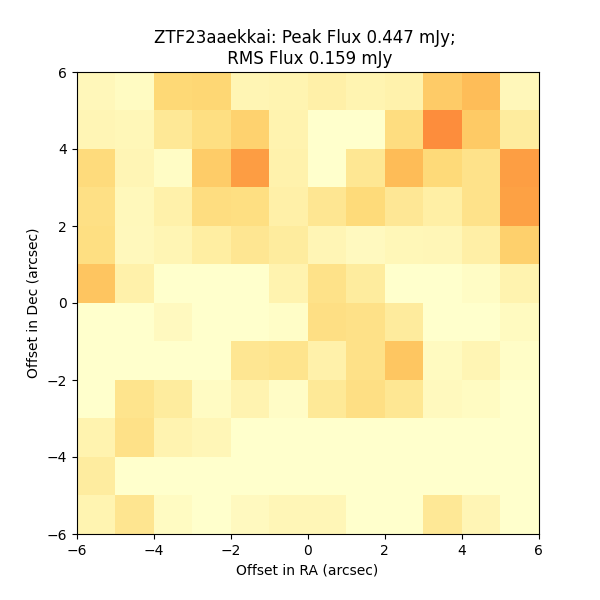 ZTF23aaekkai: Peak Flux 0.447 mJy;
RMS Flux 0.159 mJy
6
4
2
0
−2
−4
−6
Offset in Dec (arcsec)
−6 −4 −2 0 2 4 6
Offset in RA (arcsec)